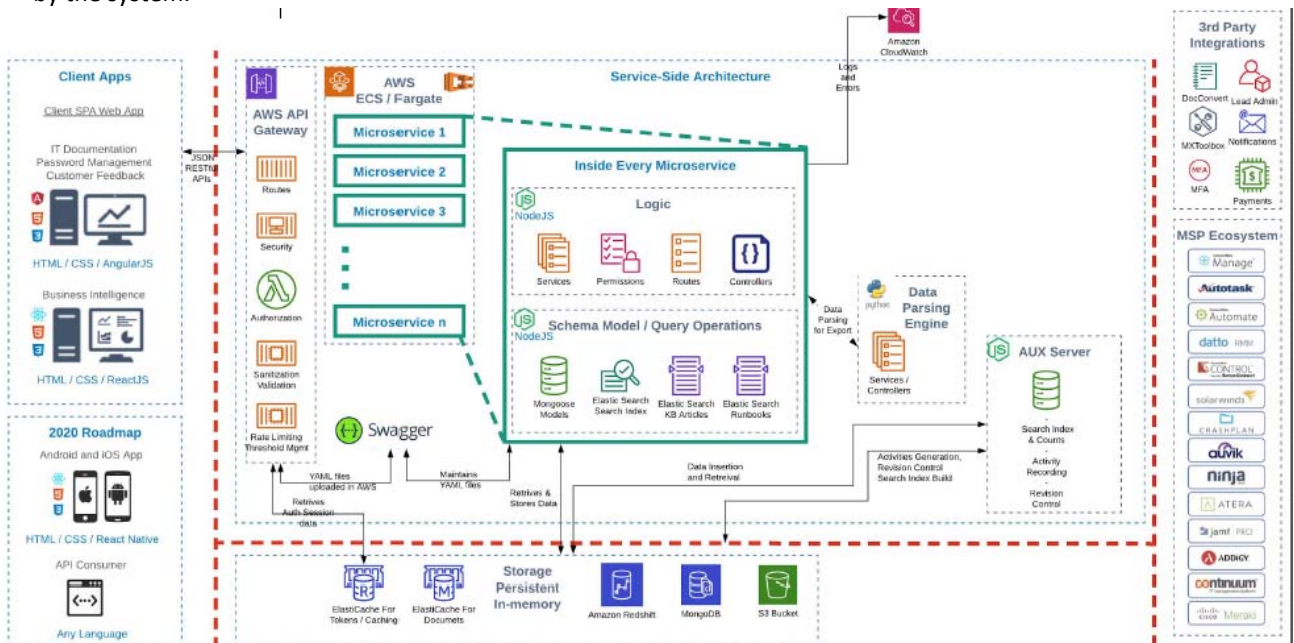 by the system.
Client Apps
Client SPA Web App
IT Documentation
Password Management
Customer Feedback
HTML / CSS / AngularJS
Business Intelligence
HTML / CSS / ReactJS
2020 Roadmap
Android and iOS App
HTML / CSS / React Native
API Consumer
Any Language
JSON
RESTful
APIs
Service-Side Architecture
AWS API
Gateway
Routes
Security
Authorization
Sanitization
Validation
Rate Limiting
Threshold Mgmt
AWS
ECS / Fargate
Microservice 1
Microservice 2
Microservice 3
Microservice n
Swagger
YAML files
uploaded in AWS
Maintains
YAML files
Retrives
Auth Session
data
Inside Every Microservice
JS
NodeJS
Logic
Services
Permissions
Routes
Controllers
JS
NodeJS
Schema Model / Query Operations
Mongoose
Models
Elastic Search
Search Index
Elastic Search
KB Articles
Elastic Search
Runbooks
Retrives &
Stores Data
Data Insertion
and Retreival
Activities Generation,
Revision Control
Search Index Build
Amazon
CloudWatch
Logs
and
Errors
Data
Parsing
for Export
python
Data
Parsing
Engine
Services /
Controllers
JS
AUX Server
Search Index
& Counts
-
Activity
Recording
-
Revision
Control
Storage
Persistent
In-memory
R
ElastiCache For
Tokens / Caching
M
ElastiCache For
Documets
Amazon Redshift
MongoDB
S3 Bucket
3rd Party
Integrations
DocConvert
Lead Admin
MXToolbox
Notifications
MFA
MFA
Payments
MSP Ecosystem
Manage
Autotask
Automate
datto RMM
CONTROL
solarwinds
CRASHPLAN
auvik
ninja
ATERA
jamf PRO
ADDIGY
continuum
cisco Meraki